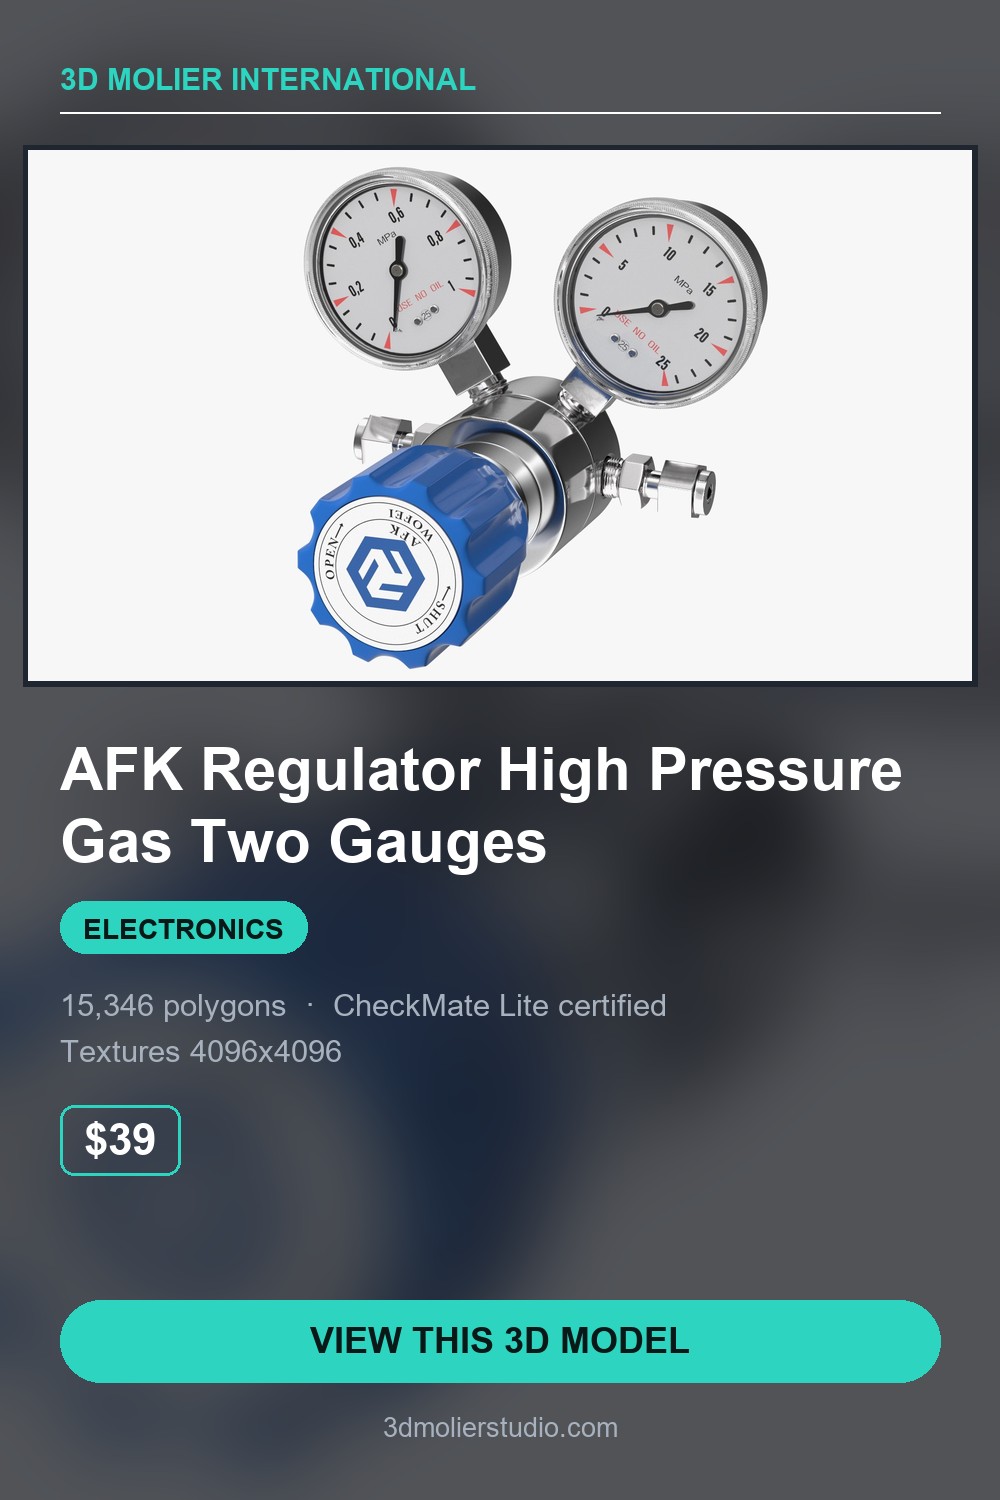 3D MOLIER INTERNATIONAL
0,6
0,4
MPa
0,8
0,2
1
USE NO OIL
0
25
10
5
MPa
15
0
USE NO OIL
20
25
25
WOFEI
AFK
OPEN→
←SHUT
AFK Regulator High Pressure
Gas Two Gauges
ELECTRONICS
15,346 polygons · CheckMate Lite certified
Textures 4096x4096
$39
VIEW THIS 3D MODEL
3dmolierstudio.com